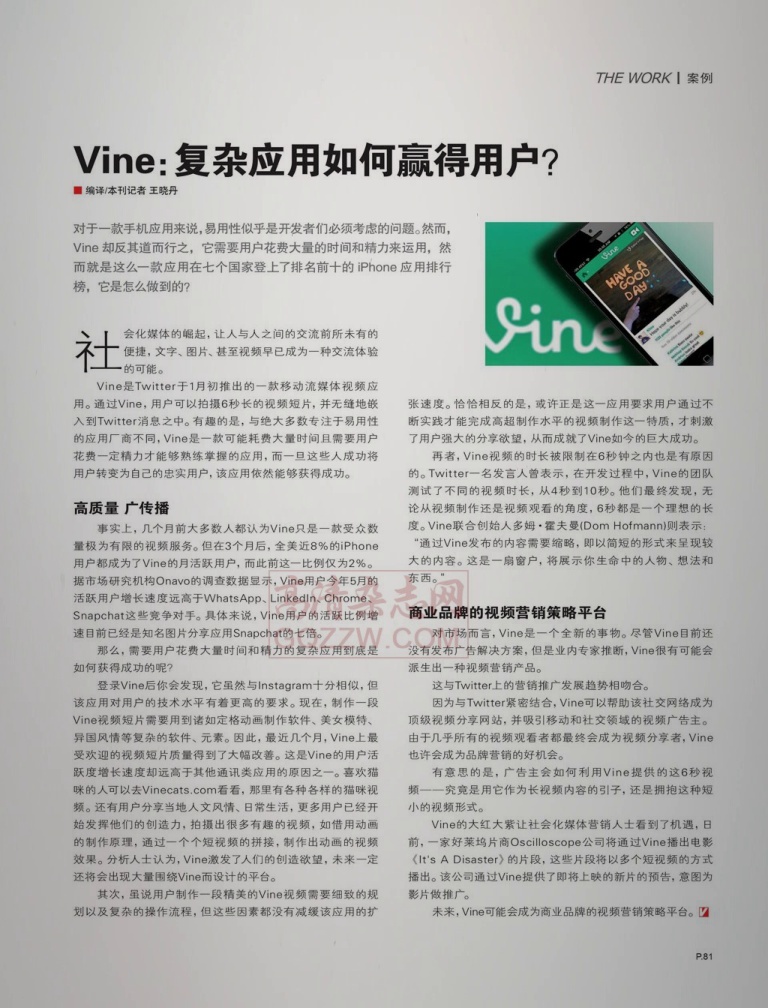 THE WORK | 案例
Vine：复杂应用如何赢得用户？
■ 编译/本刊记者 王晓丹
对于一款手机应用来说，易用性似乎是开发者们必须考虑的问题。然而，
Vine 却反其道而行之，它需要用户花费大量的时间和精力来运用，然
而就是这么一款应用在七个国家登上了排名前十的 iPhone 应用排行
榜，它是怎么做到的？
Vine
HAVE A
GOOD
DAY
社会化媒体的崛起，让人与人之间的交流前所未有的
便捷，文字、图片、甚至视频早已成为一种交流体验
的可能。
Vine是Twitter于1月初推出的一款移动流媒体视频应
用。通过Vine，用户可以拍摄6秒长的视频短片，并无缝地嵌
入到Twitter消息之中。有趣的是，与绝大多数专注于易用性
的应用厂商不同，Vine是一款可能耗费大量时间且需要用户
花费一定精力才能够熟练掌握的应用，而一旦这些人成功将
用户转变为自己的忠实用户，该应用依然能够获得成功。
高质量 广传播
事实上，几个月前大多数人都认为Vine只是一款受众数
量极为有限的视频服务。但在3个月后，全美近8%的iPhone
用户都成为了Vine的月活跃用户，而此前这一比例仅为2%。
据市场研究机构Onavo的调查数据显示，Vine用户今年5月的
活跃用户增长速度远高于WhatsApp、LinkedIn、Chrome、
Snapchat这些竞争对手。具体来说，Vine用户的活跃比例增
速目前已经是知名图片分享应用Snapchat的七倍。
那么，需要用户花费大量时间和精力的复杂应用到底是
如何获得成功的呢？
登录Vine后你会发现，它虽然与Instagram十分相似，但
该应用对用户的技术水平有着更高的要求。现在，制作一段
Vine视频短片需要用到诸如定格动画制作软件、美女模特、
异国风情等复杂的软件、元素。因此，最近几个月，Vine上最
受欢迎的视频短片质量得到了大幅改善。这是Vine的用户活
跃度增长速度却远高于其他通讯类应用的原因之一。喜欢猫
咪的人可以去Vinecats.com看看，那里有各种各样的猫咪视
频。还有用户分享当地人文风情、日常生活，更多用户已经开
始发挥他们的创造力，拍摄出很多有趣的视频，如借用动画
的制作原理，通过一个个短视频的拼接，制作出动画的视频
效果。分析人士认为，Vine激发了人们的创造欲望，未来一定
还将会出现大量围绕Vine而设计的平台。
其次，虽说用户制作一段精美的Vine视频需要细致的规
划以及复杂的操作流程，但这些因素都没有减缓该应用的扩
张速度。恰恰相反的是，或许正是这一应用要求用户通过不
断实践才能完成高超制作水平的视频制作这一特质，才刺激
了用户强大的分享欲望，从而成就了Vine如今的巨大成功。
再者，Vine视频的时长被限制在6秒钟之内也是有原因
的。Twitter一名发言人曾表示，在开发过程中，Vine的团队
测试了不同的视频时长，从4秒到10秒。他们最终发现，无
论从视频制作还是视频观看的角度，6秒都是一个理想的长
度。Vine联合创始人多姆·霍夫曼(Dom Hofmann)则表示：
“通过Vine发布的内容需要缩略，即以简短的形式来呈现较
大的内容。这是一扇窗户，将展示你生命中的人物、想法和
东西。”
商业品牌的视频营销策略平台
对市场而言，Vine是一个全新的事物。尽管Vine目前还
没有发布广告解决方案，但是业内专家推断，Vine很有可能会
派生出一种视频营销产品。
这与Twitter上的营销推广发展趋势相吻合。
因为与Twitter紧密结合，Vine可以帮助该社交网络成为
顶级视频分享网站，并吸引移动和社交领域的视频广告主。
由于几乎所有的视频观看者都最终会成为视频分享者，Vine
也许会成为品牌营销的好机会。
有意思的是，广告主会如何利用Vine提供的这6秒视
频——究竟是用它作为长视频内容的引子，还是拥抱这种短
小的视频形式。
Vine的大红大紫让社会化媒体营销人士看到了机遇，日
前，一家好莱坞片商Oscilloscope公司将通过Vine播出电影
《It's A Disaster》的片段，这些片段将以多个短视频的方式
播出。该公司通过Vine提供了即将上映的新片的预告，意图为
影片做推广。
未来，Vine可能会成为商业品牌的视频营销策略平台。
高清杂志网
MQZZW.COM
P.81